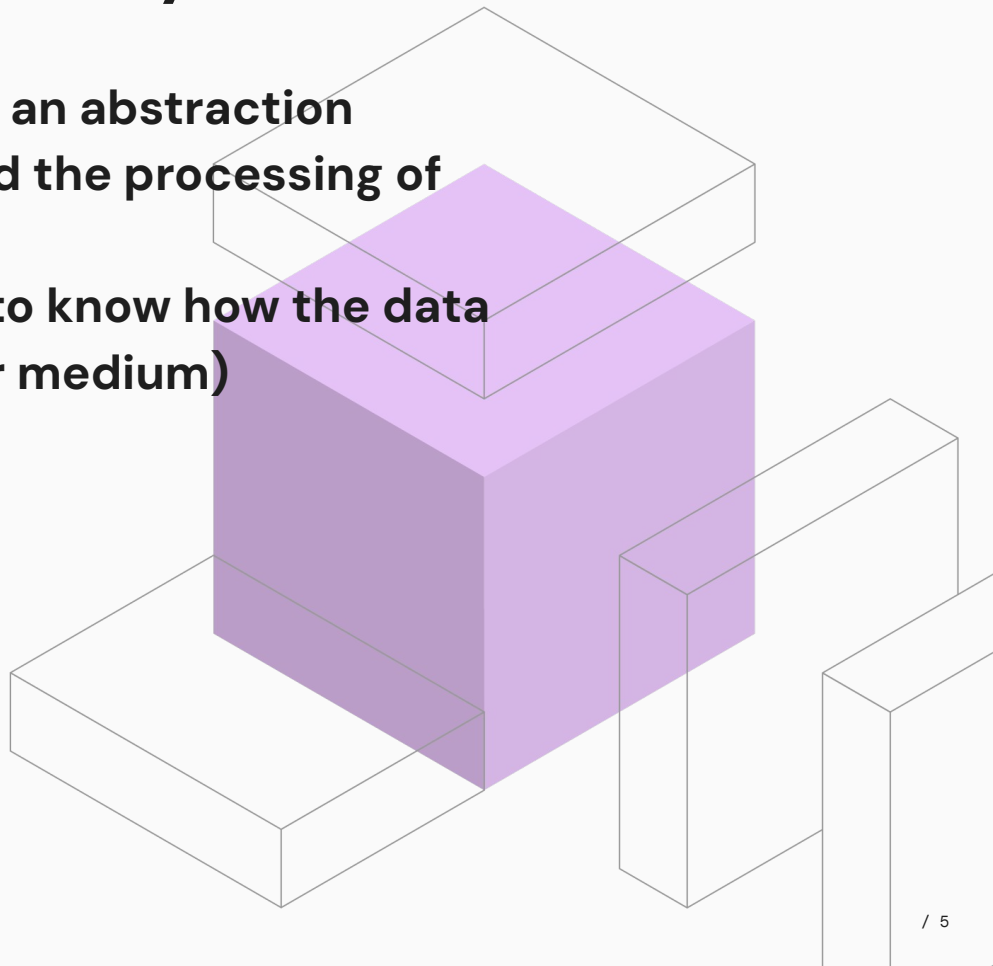 an abstraction
d the processing of
to know how the data
r medium)
/ 5